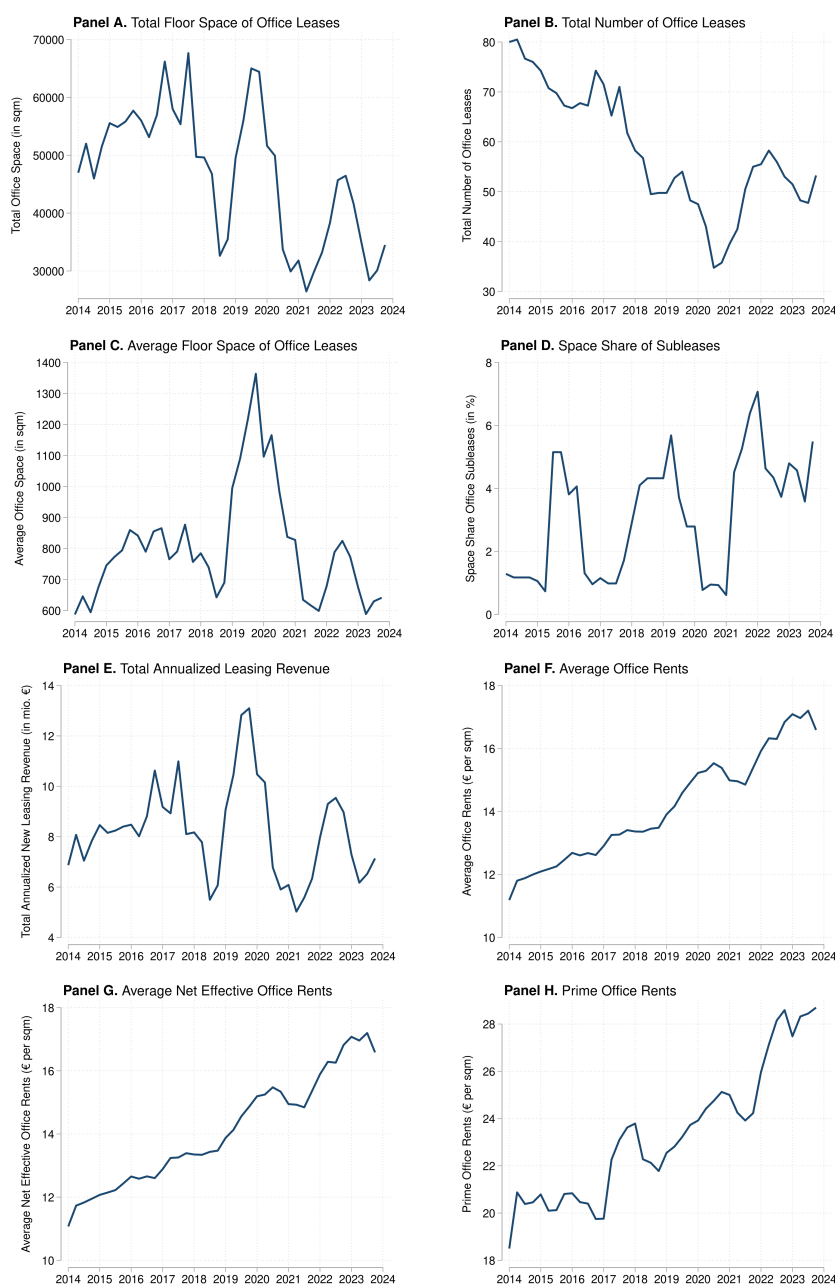 Panel A. Total Floor Space of Office Leases
Total Office Space (in sqm)
70000
60000
50000
40000
30000
2014 2015 2016 2017 2018 2019 2020 2021 2022 2023 2024
Panel B. Total Number of Office Leases
Total Number of Office Leases
80
70
60
50
40
30
2014 2015 2016 2017 2018 2019 2020 2021 2022 2023 2024
Panel C. Average Floor Space of Office Leases
Average Office Space (in sqm)
1400
1300
1200
1100
1000
900
800
700
600
2014 2015 2016 2017 2018 2019 2020 2021 2022 2023 2024
Panel D. Space Share of Subleases
Space Share Office Subleases (in %)
8
6
4
2
0
2014 2015 2016 2017 2018 2019 2020 2021 2022 2023 2024
Panel E. Total Annualized Leasing Revenue
Total Annualized New Leasing Revenue (in mio. €)
14
12
10
8
6
4
2014 2015 2016 2017 2018 2019 2020 2021 2022 2023 2024
Panel F. Average Office Rents
Average Office Rents (€ per sqm)
18
16
14
12
10
2014 2015 2016 2017 2018 2019 2020 2021 2022 2023 2024
Panel G. Average Net Effective Office Rents
Average Net Effective Office Rents (€ per sqm)
18
16
14
12
10
2014 2015 2016 2017 2018 2019 2020 2021 2022 2023 2024
Panel H. Prime Office Rents
Prime Office Rents (€ per sqm)
28
26
24
22
20
18
2014 2015 2016 2017 2018 2019 2020 2021 2022 2023 2024